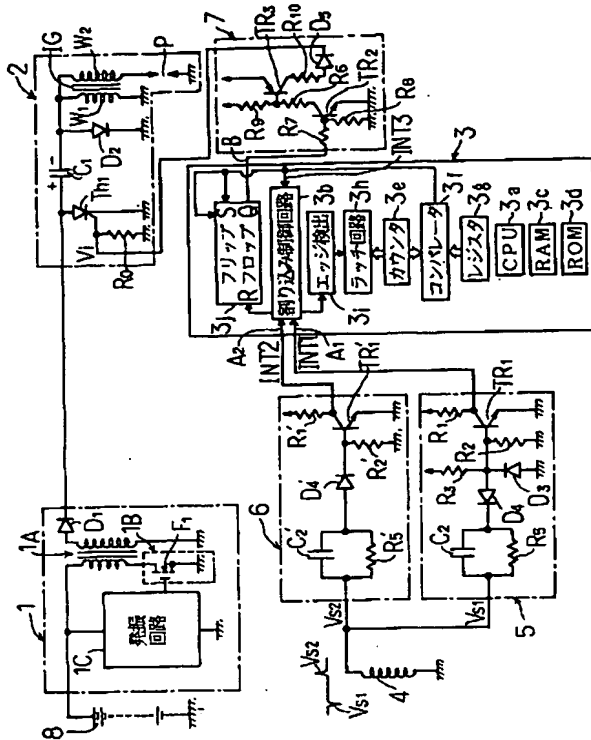 1
1A
D₁
1B
F₁
発振
回路
1C
8
2
IG
W₁
W₂
P
C₁
+ −
D₂
Th₁
Vi
R₀
7
TR₃
R₁₀
D₅
R₉
R₆
TR₂
R₇
R₈
B
3
INT3
S
R
Q
フリップ
フロップ
3j
割り込み制御回路
3b
エッジ検出
3i
ラッチ回路
3h
カウンタ
3e
コンパレータ
3f
レジスタ
3g
CPU
3a
RAM
3c
ROM
3d
A₂
INT2
INT1
A₁
6
R₁'
TR₁'
R₂'
D₄'
C₂'
R₅'
Vs₂
R₁
TR₁
R₂
R₃
D₃
D₄
C₂
R₅
Vs₁
5
Vs₂
Vs₁
4